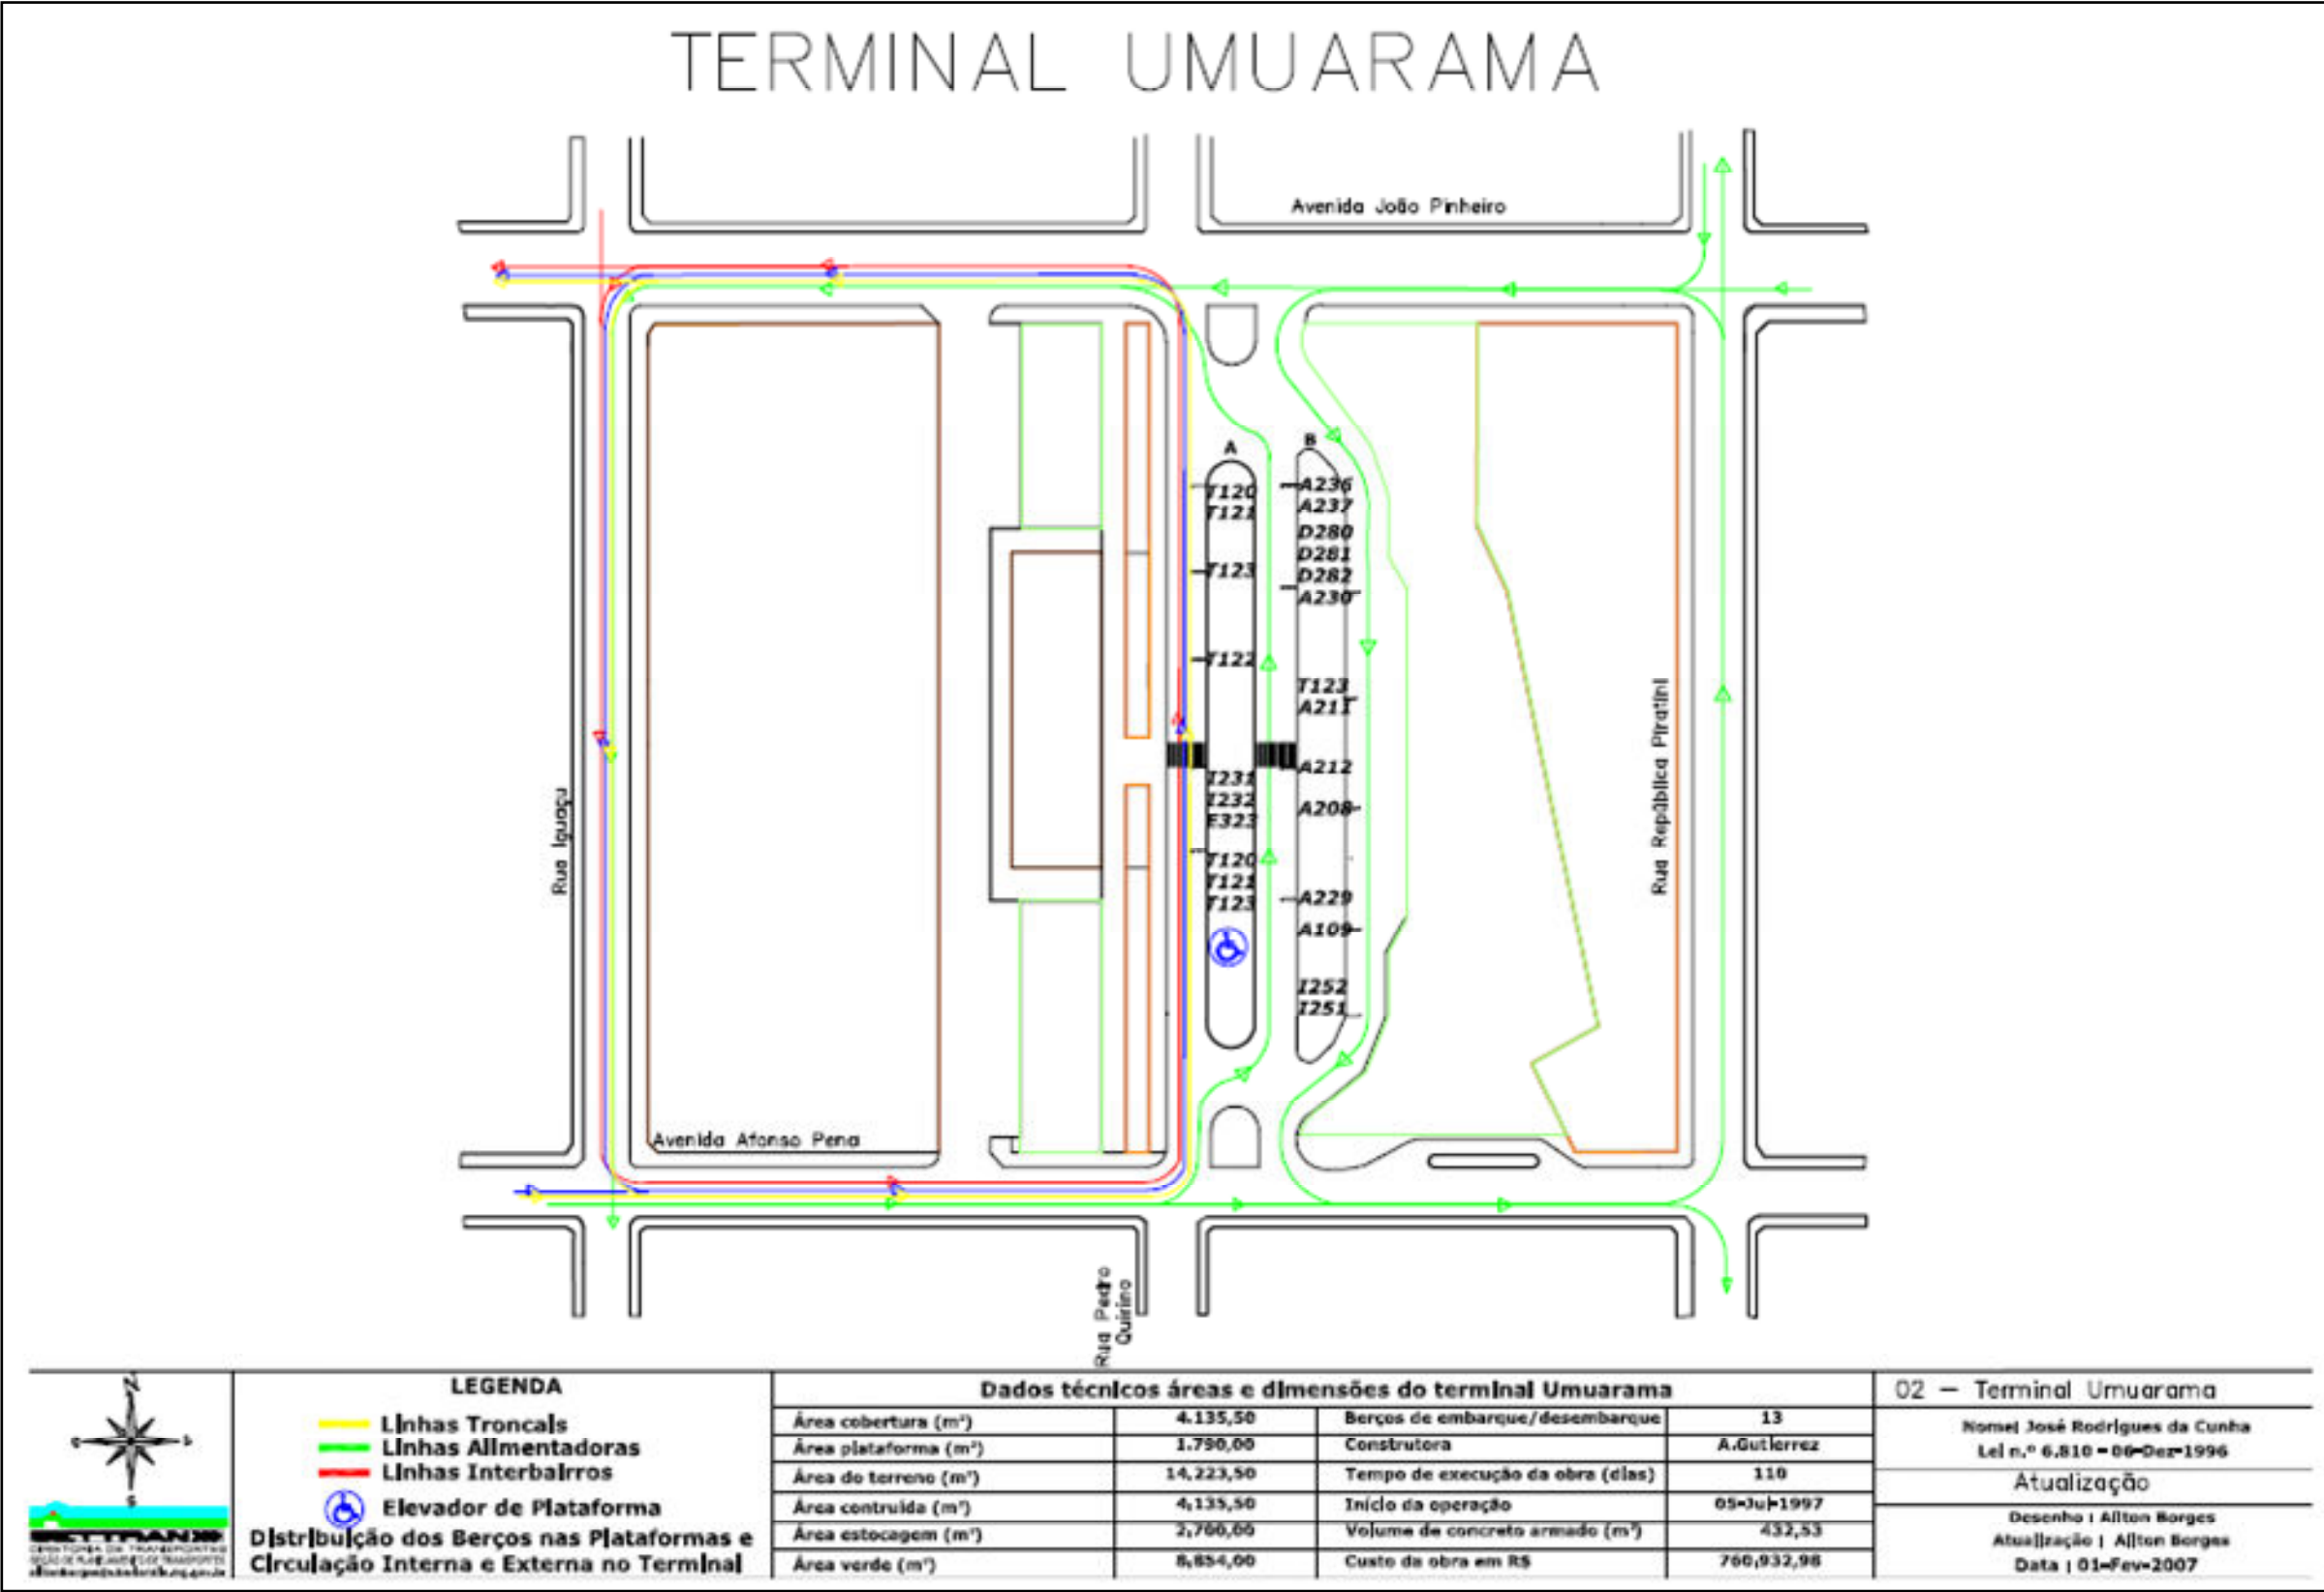 TERMINAL UMUARAMA
Avenida João Pinheiro
A
B
T120
T121
T123
T122
I231
I232
E323
T120
T121
T123
A236
A237
D280
D281
D282
A230
T123
A211
A212
A208
A229
A109
I252
I251
Rua Iguaçu
Rua República Piratini
Avenida Afonso Pena
Rua Pedro
Quirino
N
S
LEGENDA
Linhas Troncais
Linhas Alimentadoras
Linhas Interbairros
Elevador de Plataforma
Distribuição dos Berços nas Plataformas e
Circulação Interna e Externa no Terminal
Dados técnicos áreas e dimensões do terminal Umuarama
Área cobertura (m²) 4.135,50 Berços de embarque/desembarque 13
Área plataforma (m²) 1.790,00 Construtora A.Gutierrez
Área do terreno (m²) 14,223,50 Tempo de execução da obra (dias) 110
Área contruida (m²) 4,135,50 Início da operação 05-Jul-1997
Área estocagem (m²) 2,700,00 Volume de concreto armado (m³) 432,53
Área verde (m²) 8,854,00 Custo da obra em R$ 760,932,98
02 - Terminal Umuarama
Nome: José Rodrigues da Cunha
Lei n.º 6.810 - 06-Dez-1996
Atualização
Desenho : Ailton Borges
Atualização : Ailton Borges
Data : 01-Fev-2007